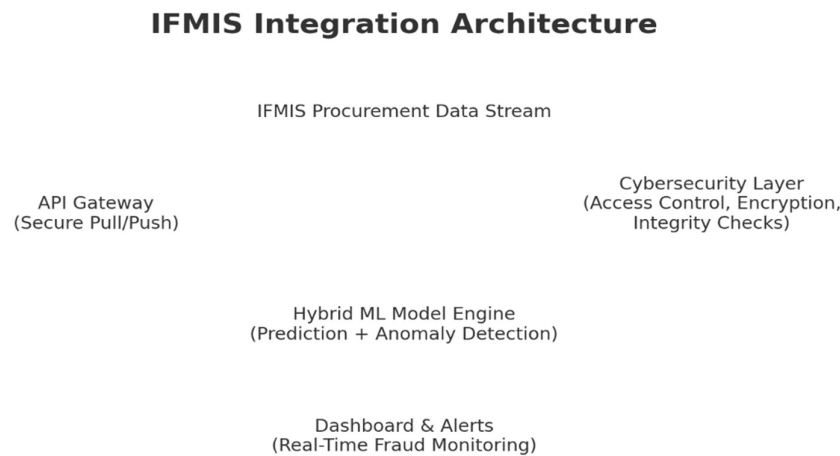 IFMIS Integration Architecture
IFMIS Procurement Data Stream
API Gateway
(Secure Pull/Push)
Cybersecurity Layer
(Access Control, Encryption,
Integrity Checks)
Hybrid ML Model Engine
(Prediction + Anomaly Detection)
Dashboard & Alerts
(Real-Time Fraud Monitoring)